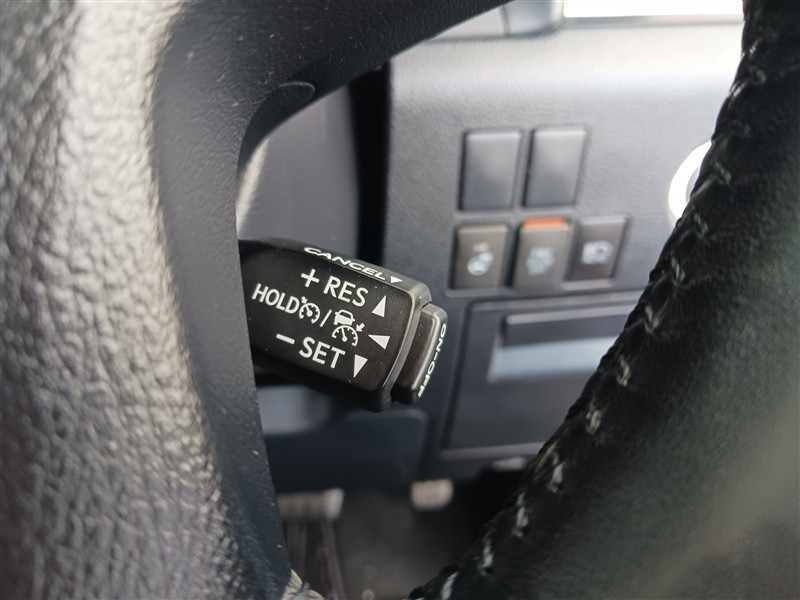 CANCEL
+ RES
HOLD /
- SET
ON-OFF